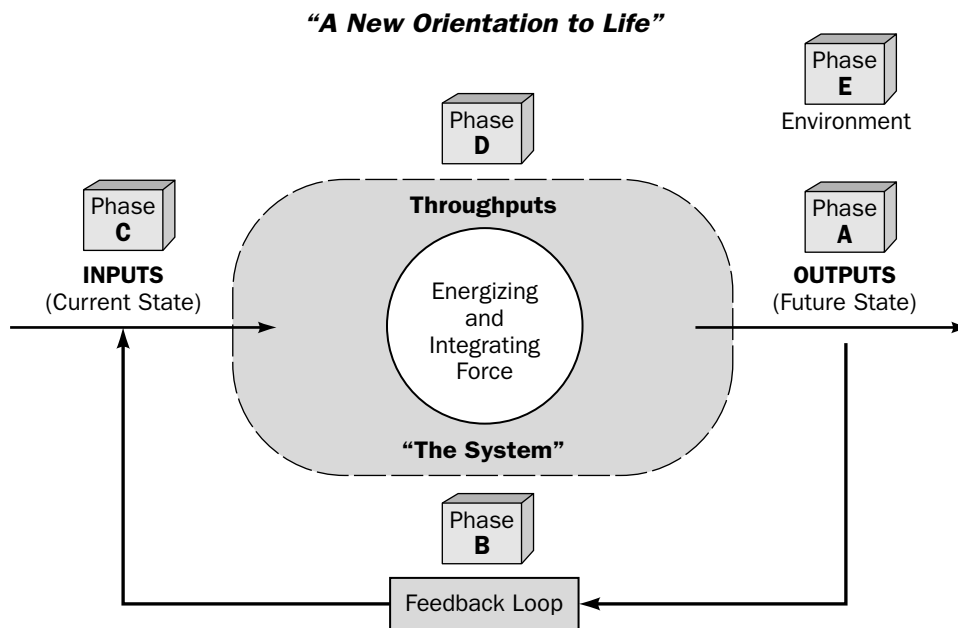 “A New Orientation to Life”
Phase
E
Environment
Phase
D
Phase
C
INPUTS
(Current State)
Throughputs
Energizing
and
Integrating
Force
“The System”
Phase
A
OUTPUTS
(Future State)
Phase
B
Feedback Loop